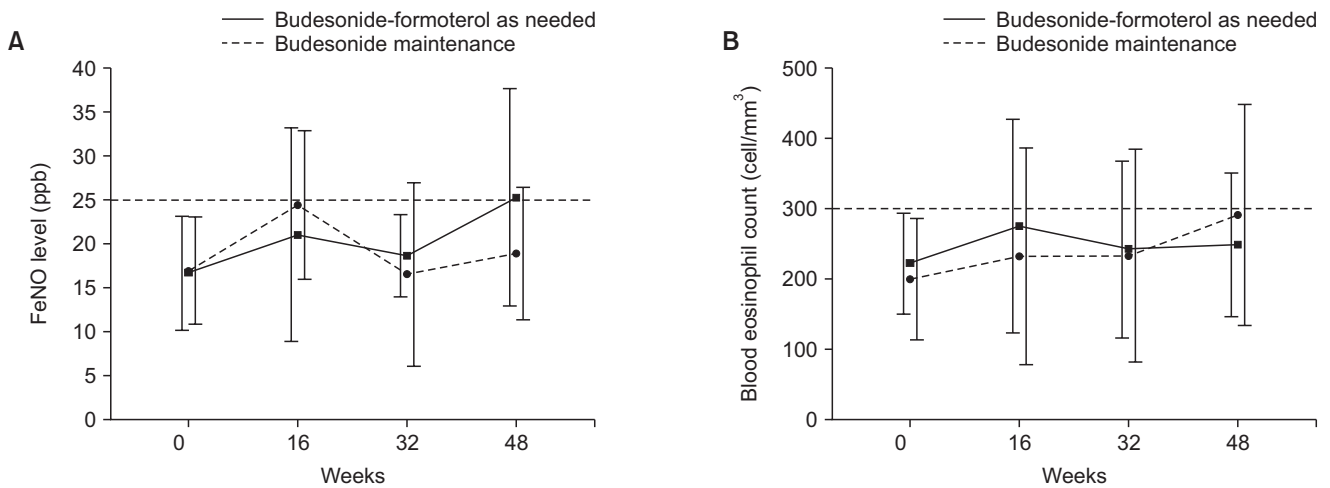 A
Budesonide-formoterol as needed
Budesonide maintenance
FeNO level (ppb)
40
35
30
25
20
15
10
5
0
0 16 32 48
Weeks
B
Budesonide-formoterol as needed
Budesonide maintenance
Blood eosinophil count (cell/mm³)
500
400
300
200
100
0
0 16 32 48
Weeks